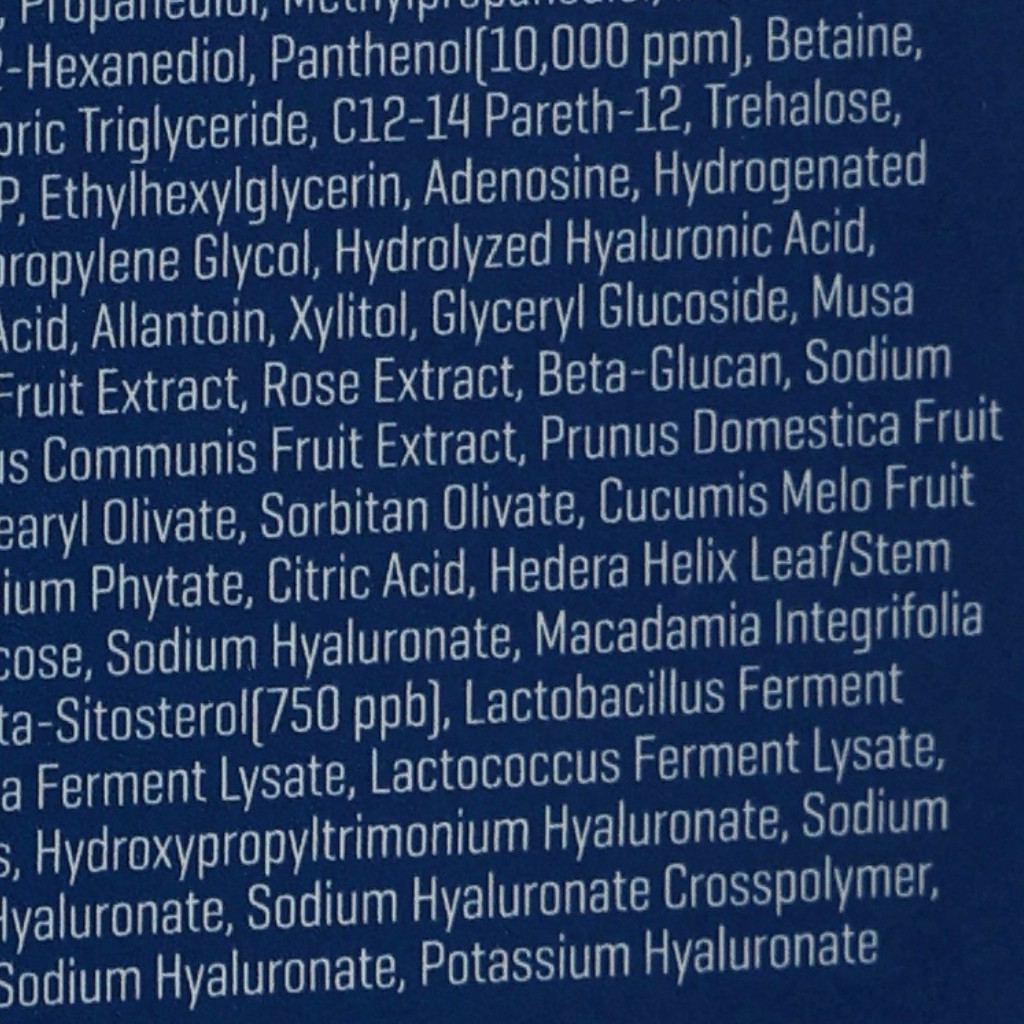 Propanediol, Methylpropanediol,
-Hexanediol, Panthenol(10,000 ppm), Betaine,
Triglyceride, C12-14 Pareth-12, Trehalose,
P, Ethylhexylglycerin, Adenosine, Hydrogenated
propylene Glycol, Hydrolyzed Hyaluronic Acid,
Acid, Allantoin, Xylitol, Glyceryl Glucoside, Musa
Fruit Extract, Rose Extract, Beta-Glucan, Sodium
us Communis Fruit Extract, Prunus Domestica Fruit
earyl Olivate, Sorbitan Olivate, Cucumis Melo Fruit
ium Phytate, Citric Acid, Hedera Helix Leaf/Stem
cose, Sodium Hyaluronate, Macadamia Integrifolia
ta-Sitosterol(750 ppb), Lactobacillus Ferment
a Ferment Lysate, Lactococcus Ferment Lysate,
s, Hydroxypropyltrimonium Hyaluronate, Sodium
Hyaluronate, Sodium Hyaluronate Crosspolymer,
Sodium Hyaluronate, Potassium Hyaluronate